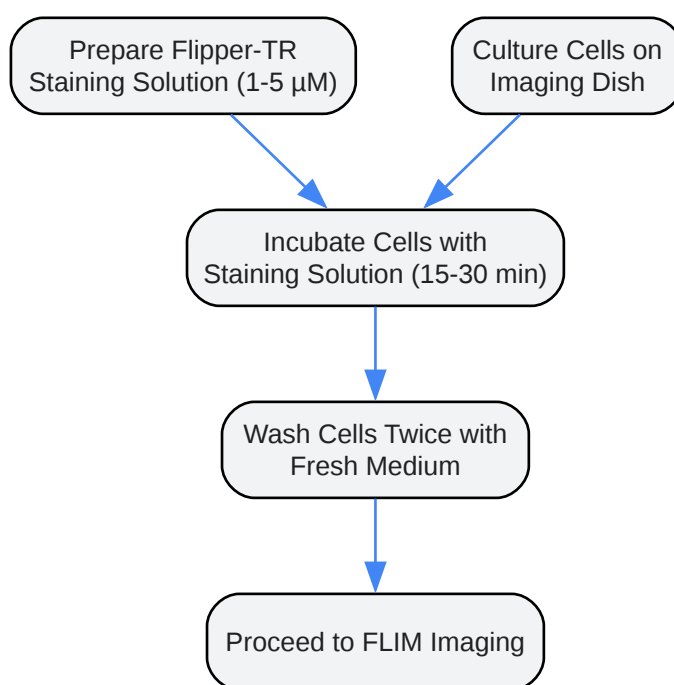 Prepare Flipper-TR
Staining Solution (1-5 µM)
Culture Cells on
Imaging Dish
Incubate Cells with
Staining Solution (15-30 min)
Wash Cells Twice with
Fresh Medium
Proceed to FLIM Imaging